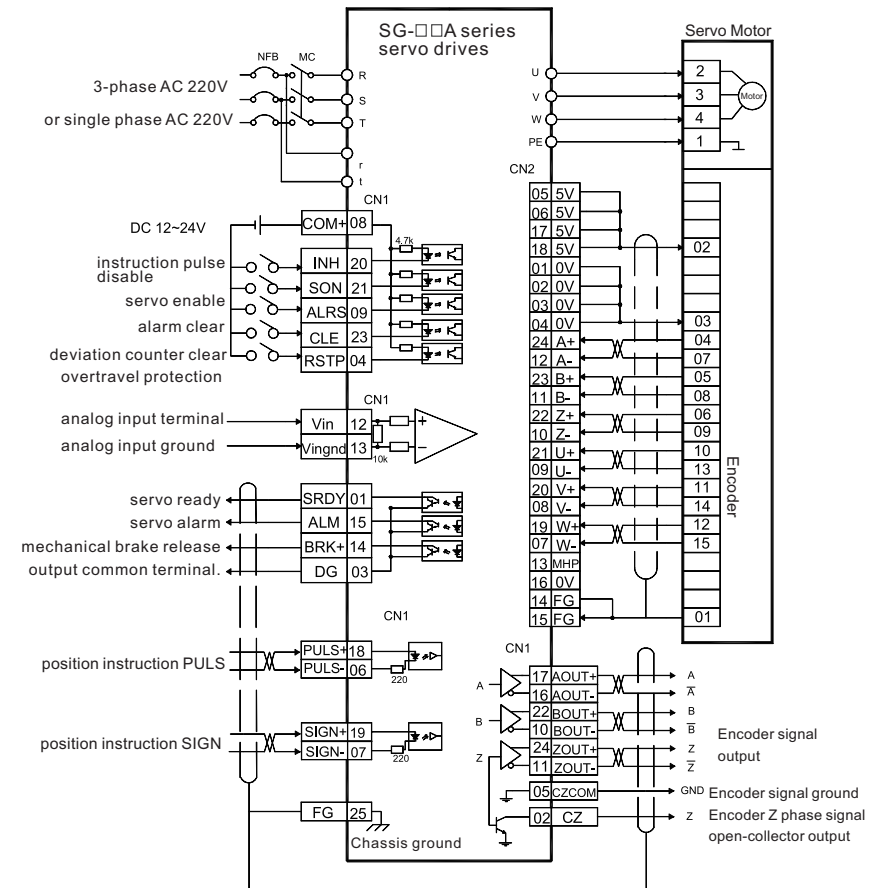 SG-□□A series
servo drives
Servo Motor
NFB
MC
3-phase AC 220V
or single phase AC 220V
R
S
T
r
t
U
V
W
PE
2
3
4
1
Motor
CN1
DC 12~24V
COM+ 08
4.7k
instruction pulse
disable
servo enable
alarm clear
deviation counter clear
overtravel protection
INH 20
SON 21
ALRS 09
CLE 23
RSTP 04
CN1
analog input terminal
analog input ground
Vin 12
Vingnd 13
10k
+
−
servo ready
servo alarm
mechanical brake release
output common terminal.
SRDY 01
ALM 15
BRK+ 14
DG 03
CN1
position instruction PULS
PULS+ 18
PULS- 06
220
position instruction SIGN
SIGN+ 19
SIGN- 07
220
FG 25
Chassis ground
CN2
05 5V
06 5V
17 5V
18 5V
01 0V
02 0V
03 0V
04 0V
24 A+
12 A-
23 B+
11 B-
22 Z+
10 Z-
21 U+
09 U-
20 V+
08 V-
19 W+
07 W-
13 MHP
16 0V
14 FG
15 FG
02
03
04
07
05
08
06
09
10
13
11
14
12
15
01
Encoder
CN1
A
B
Z
17 AOUT+
16 AOUT-
22 BOUT+
10 BOUT-
24 ZOUT+
11 ZOUT-
05 CZCOM
02 CZ
A
A̅
B
B̅
Z
Z̅
Encoder signal
output
GND Encoder signal ground
Z Encoder Z phase signal
open-collector output